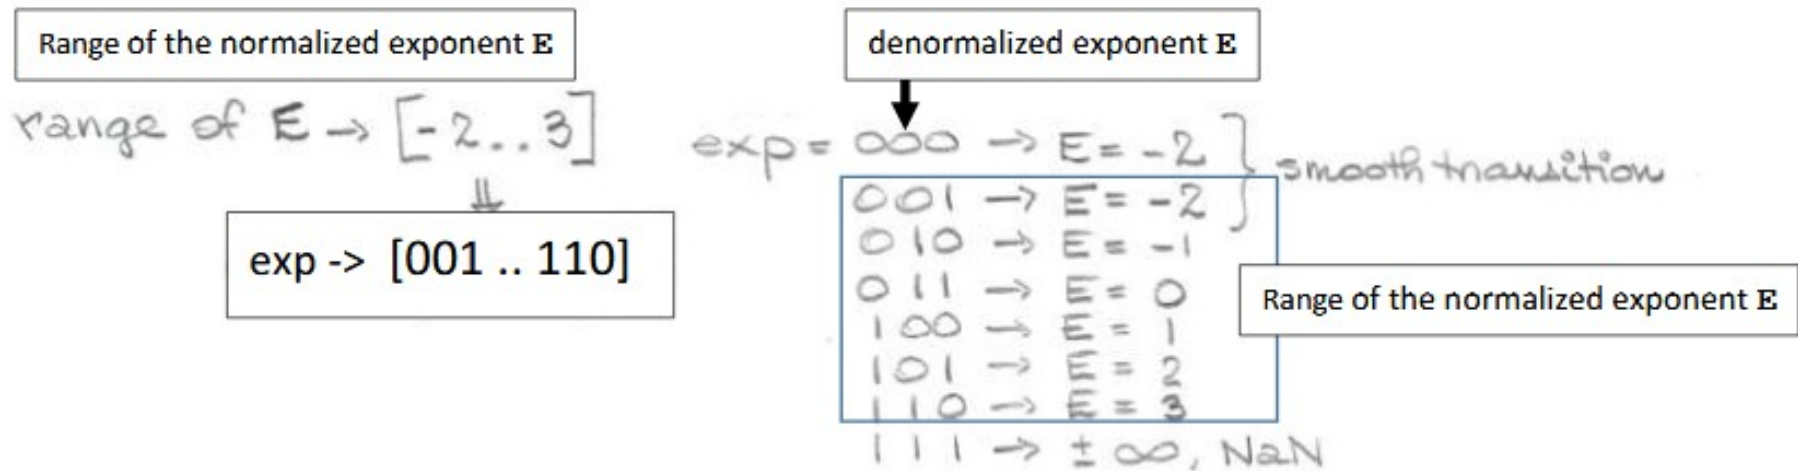 Range of the normalized exponent E
range of E → [-2..3]
⇓
exp -> [001 .. 110]
denormalized exponent E
exp = 000 → E = -2
001 → E = -2
smooth transition
010 → E = -1
011 → E = 0
100 → E = 1
101 → E = 2
110 → E = 3
111 → ± ∞, NaN
Range of the normalized exponent E